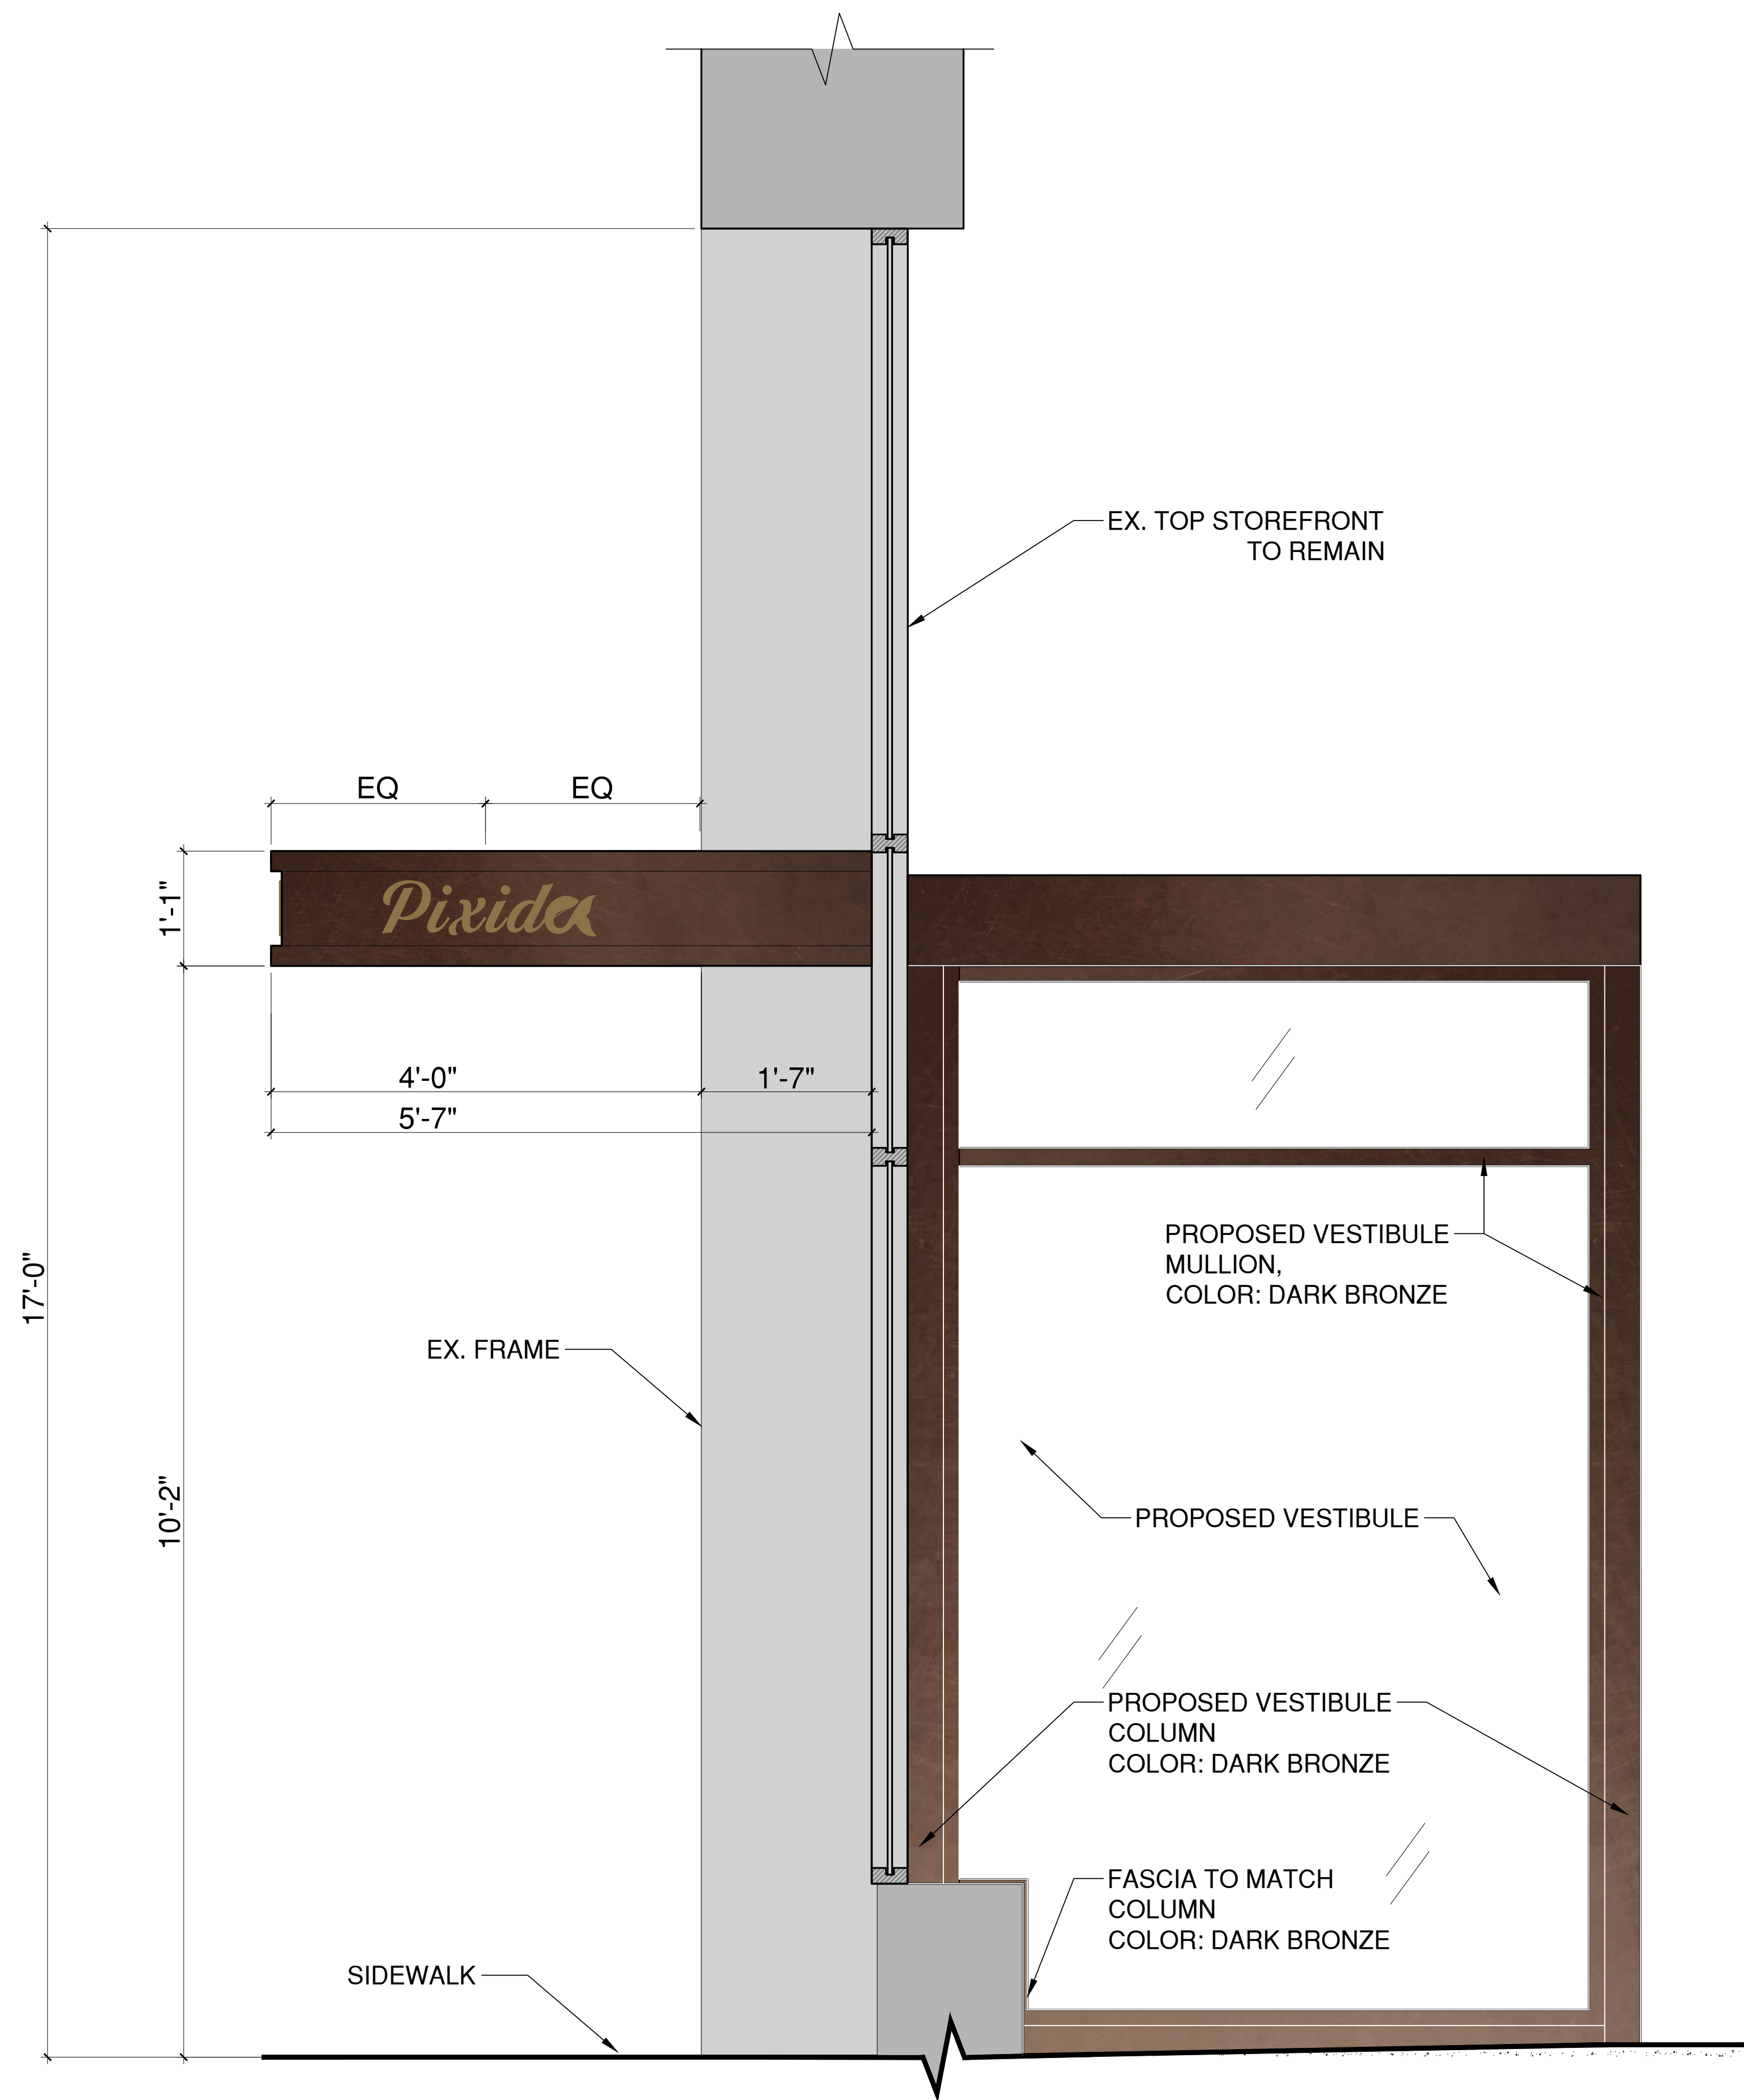 EX. TOP STOREFRONT
TO REMAIN
EQ
EQ
1'-1"
Pixida
4'-0"
1'-7"
5'-7"
17'-0"
PROPOSED VESTIBULE
MULLION,
COLOR: DARK BRONZE
EX. FRAME
10'-2"
PROPOSED VESTIBULE
PROPOSED VESTIBULE
COLUMN
COLOR: DARK BRONZE
FASCIA TO MATCH
COLUMN
COLOR: DARK BRONZE
SIDEWALK